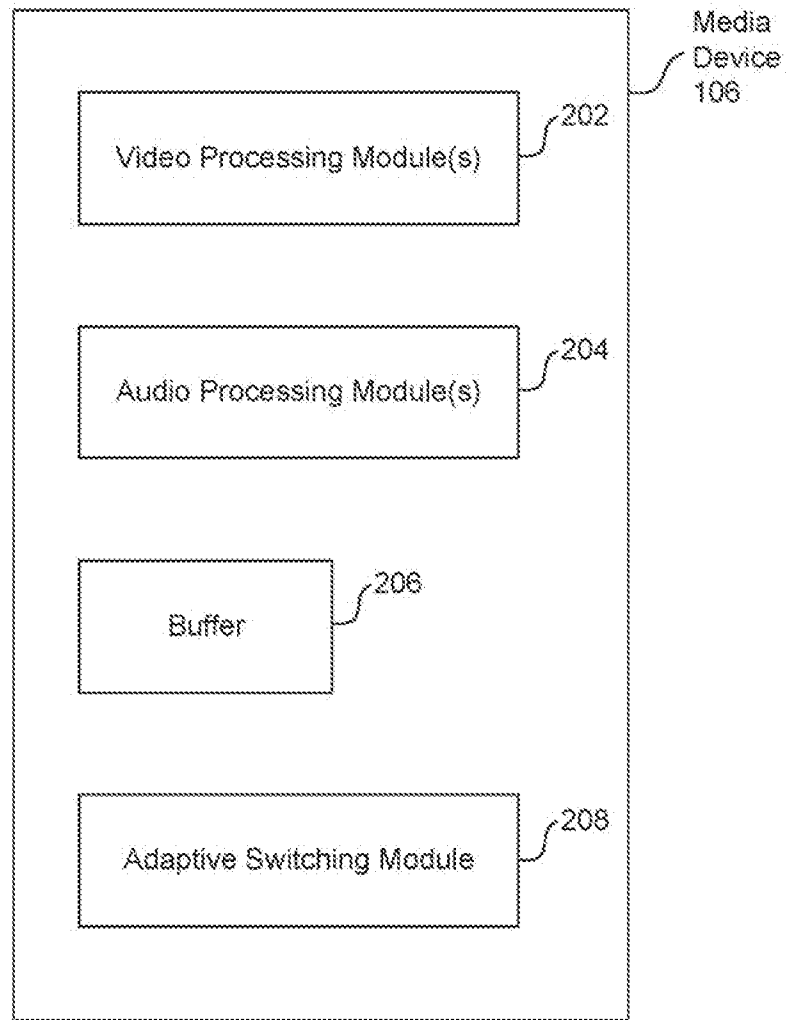 Media
Device
106
202
Video Processing Module(s)
204
Audio Processing Module(s)
206
Buffer
208
Adaptive Switching Module